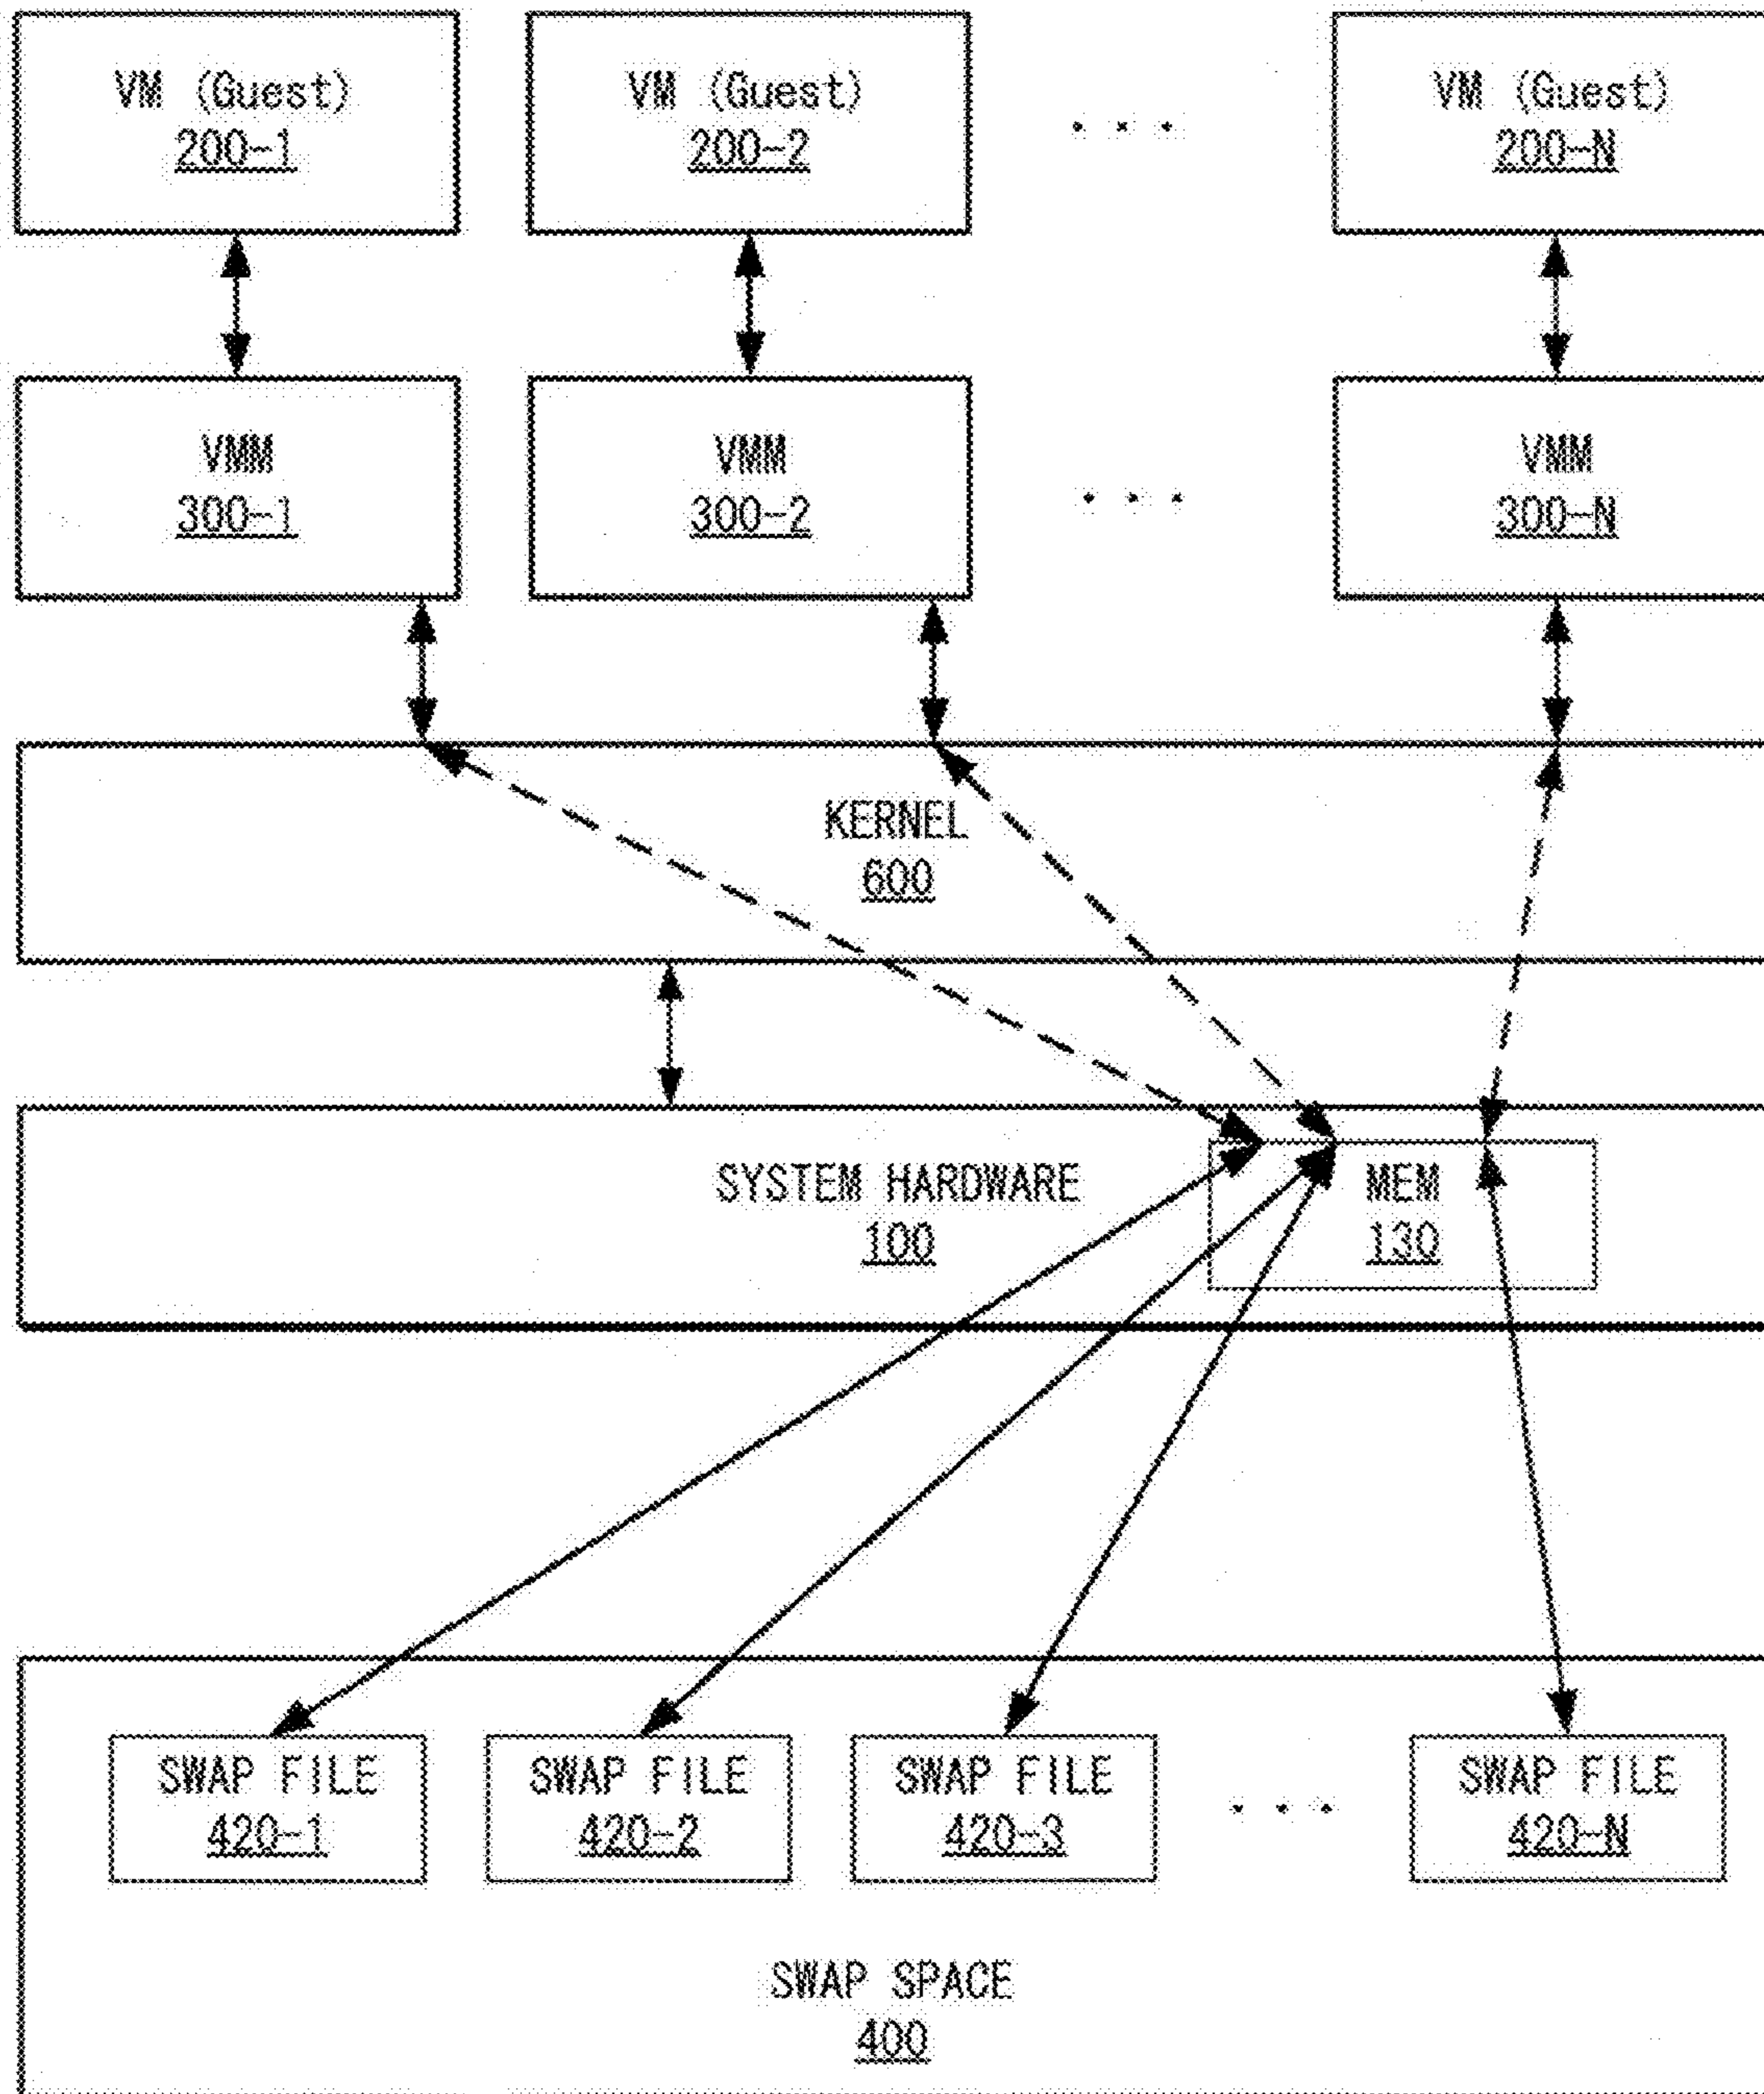 VM (Guest)
200-1
VM (Guest)
200-2
. . .
VM (Guest)
200-N
VMM
300-1
VMM
300-2
. . .
VMM
300-N
KERNEL
600
SYSTEM HARDWARE
100
MEM
130
SWAP FILE
420-1
SWAP FILE
420-2
SWAP FILE
420-3
. . .
SWAP FILE
420-N
SWAP SPACE
400